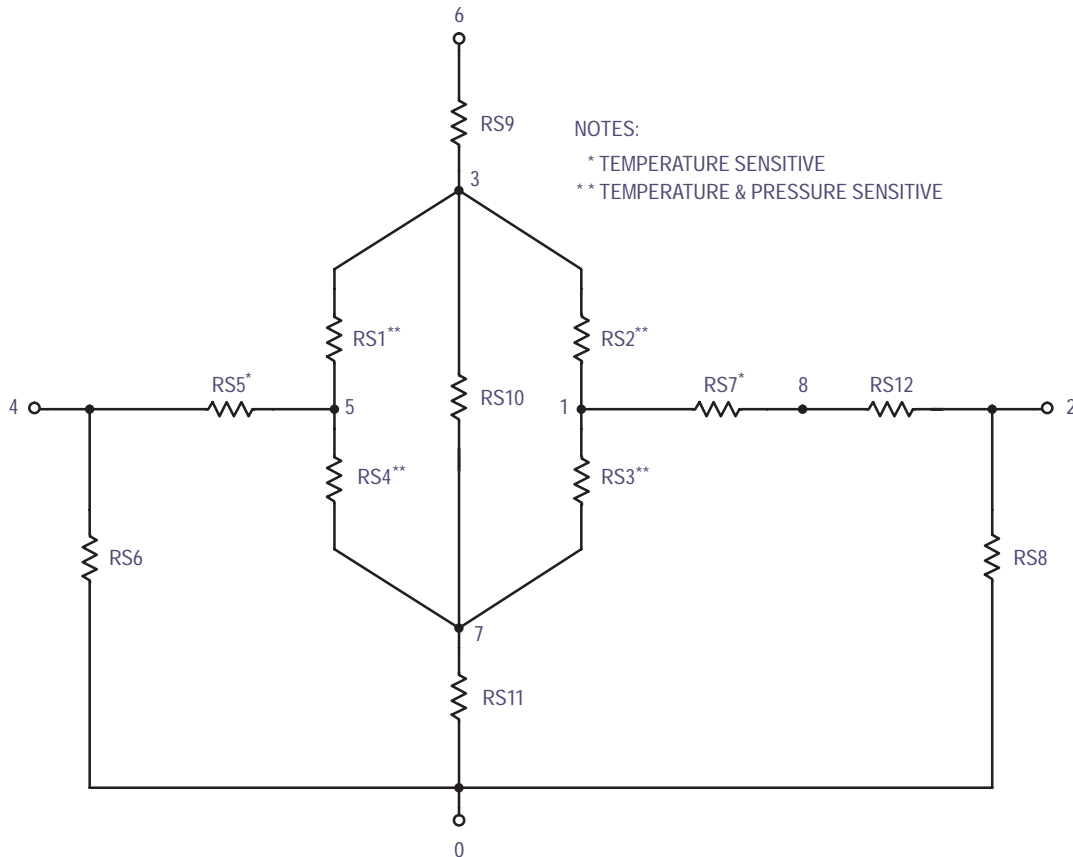 6
RS9
NOTES:
* TEMPERATURE SENSITIVE
** TEMPERATURE & PRESSURE SENSITIVE
3
RS1**
RS2**
RS5*
RS7*
8
RS12
4
5
RS10
1
2
RS4**
RS3**
RS6
RS8
7
RS11
0